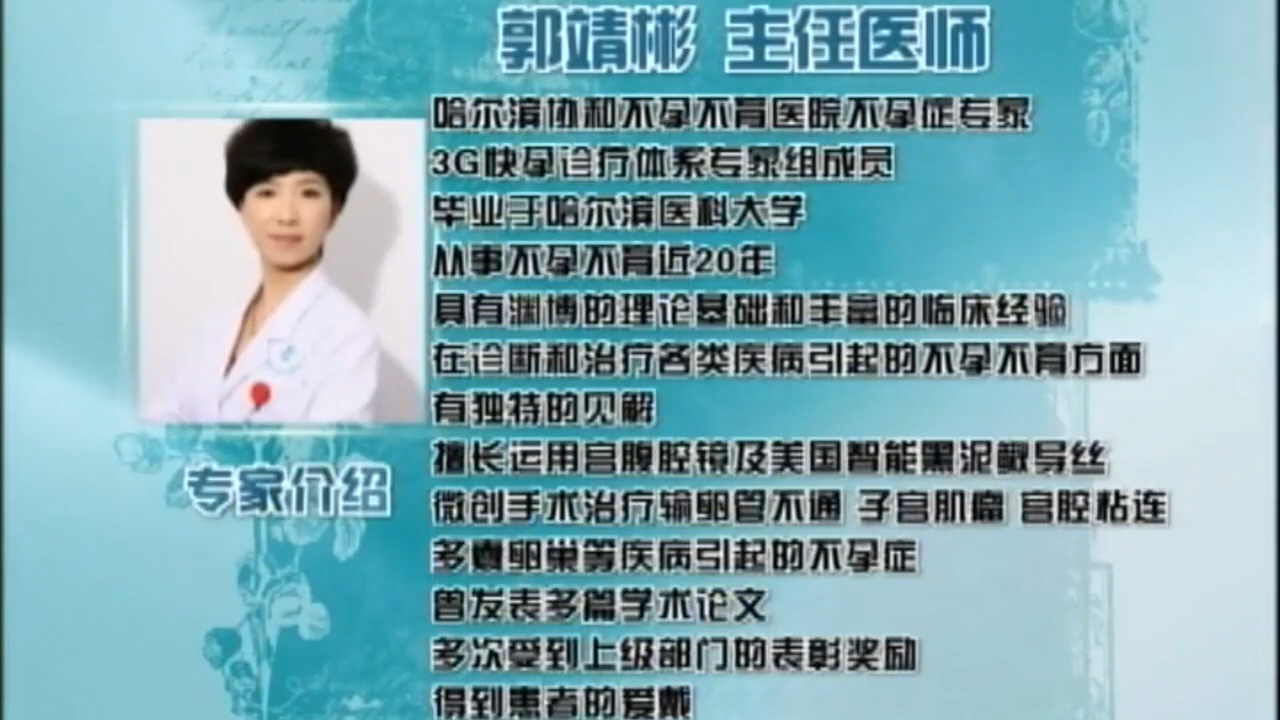 郭靖彬 主任医师
哈尔滨协和不孕不育医院不孕症专家
3G快孕诊疗体系专家组成员
毕业于哈尔滨医科大学
从事不孕不育近20年
具有渊博的理论基础和丰富的临床经验
在诊断和治疗各类疾病引起的不孕不育方面
有独特的见解
擅长运用宫腹腔镜及美国智能黑泥鳅导丝
微创手术治疗输卵管不通 子宫肌瘤 宫腔粘连
多囊卵巢等疾病引起的不孕症
曾发表多篇学术论文
多次受到上级部门的表彰奖励
得到患者的爱戴
专家介绍